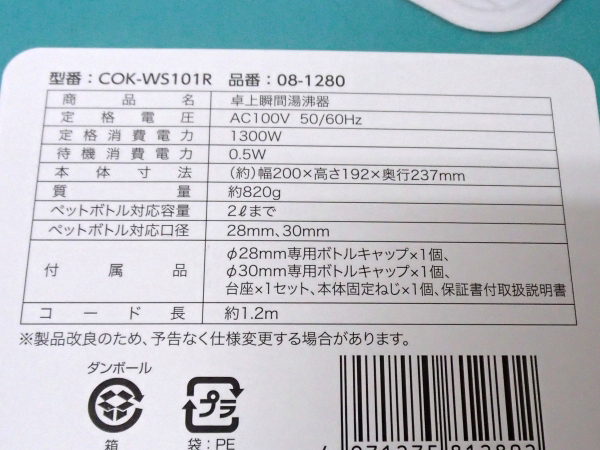 型番：COK-WS101R 品番：08-1280
商品名 卓上瞬間湯沸器
定格電圧 AC100V 50/60Hz
定格消費電力 1300W
待機消費電力 0.5W
本体寸法 （約）幅200×高さ192×奥行237mm
質量 約820g
ペットボトル対応容量 2ℓまで
ペットボトル対応口径 28mm、30mm
付属品 φ28mm専用ボトルキャップ×1個、
φ30mm専用ボトルキャップ×1個、
台座×1セット、本体固定ねじ×1個、保証書付取扱説明書
コード長 約1.2m
※製品改良のため、予告なく仕様変更する場合があります。
ダンボール
プラ
箱 袋：PE